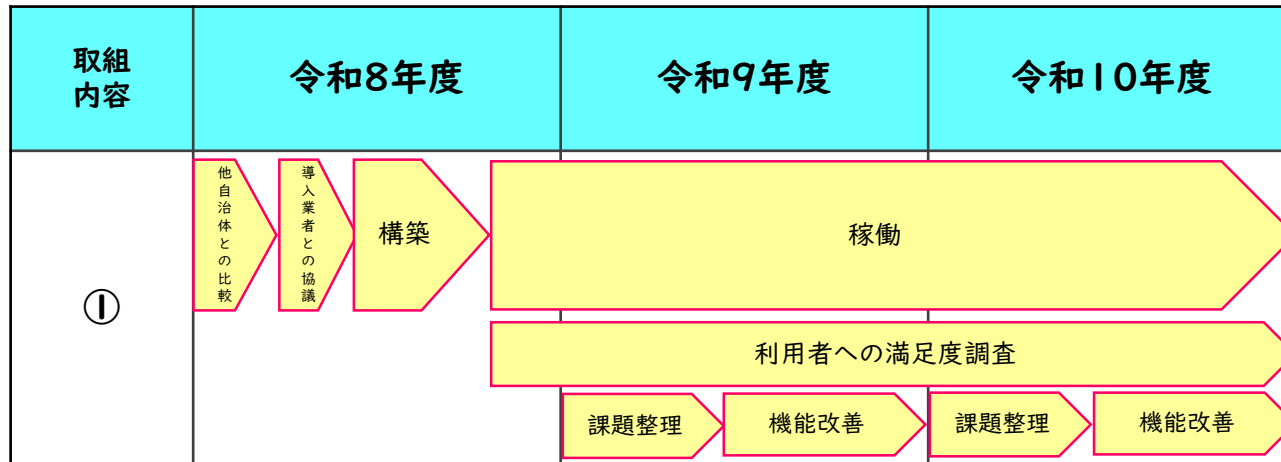 取組
内容
令和8年度
令和9年度
令和10年度
①
他自治体との比較
導入業者との協議
構築
稼働
利用者への満足度調査
課題整理
機能改善
課題整理
機能改善